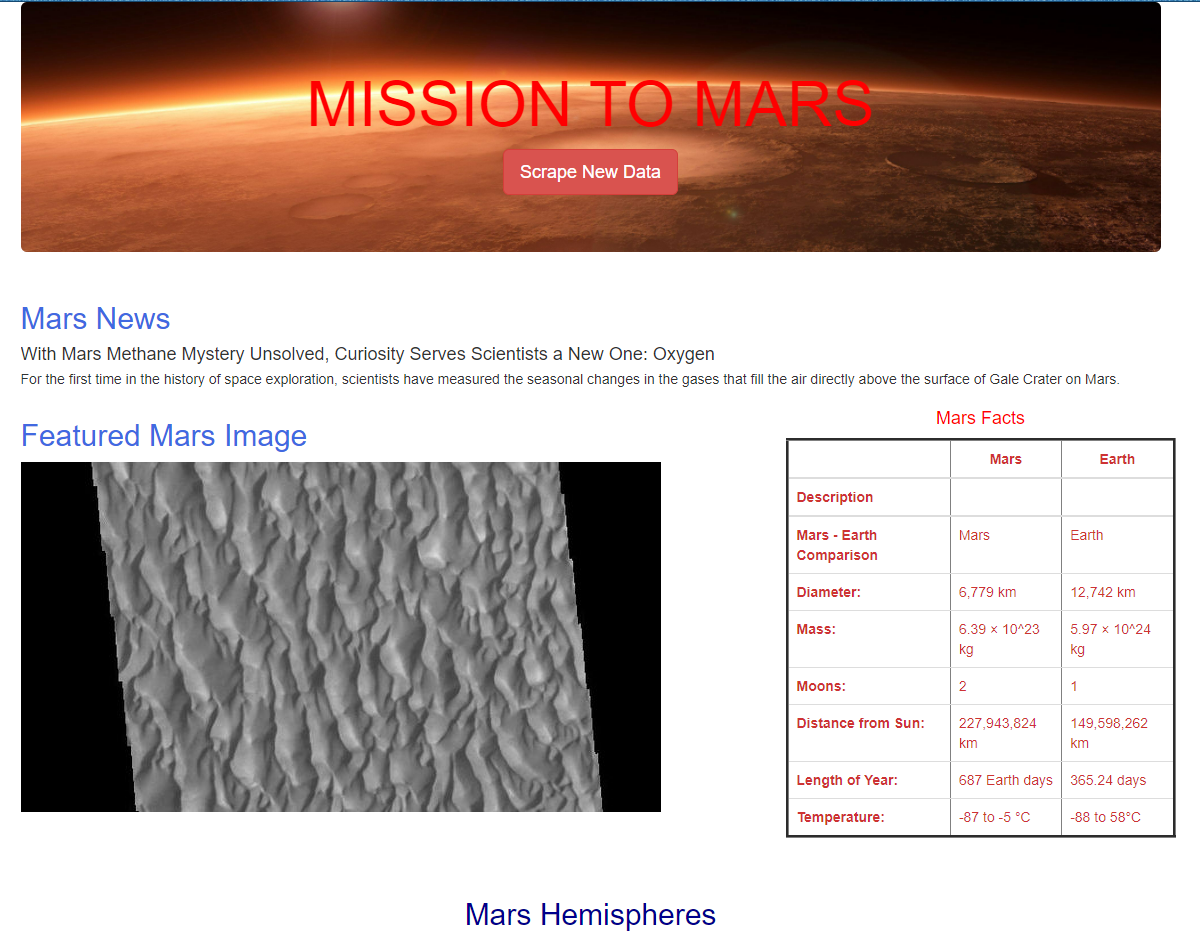 MISSION TO MARS
Scrape New Data
Mars News
With Mars Methane Mystery Unsolved, Curiosity Serves Scientists a New One: Oxygen
For the first time in the history of space exploration, scientists have measured the seasonal changes in the gases that fill the air directly above the surface of Gale Crater on Mars.
Featured Mars Image
Mars Facts
Mars Earth
Description
Mars - Earth Mars Earth
Comparison
Diameter: 6,779 km 12,742 km
Mass: 6.39 × 10^23 5.97 × 10^24
kg kg
Moons: 2 1
Distance from Sun: 227,943,824 149,598,262
km km
Length of Year: 687 Earth days 365.24 days
Temperature: -87 to -5 °C -88 to 58°C
Mars Hemispheres